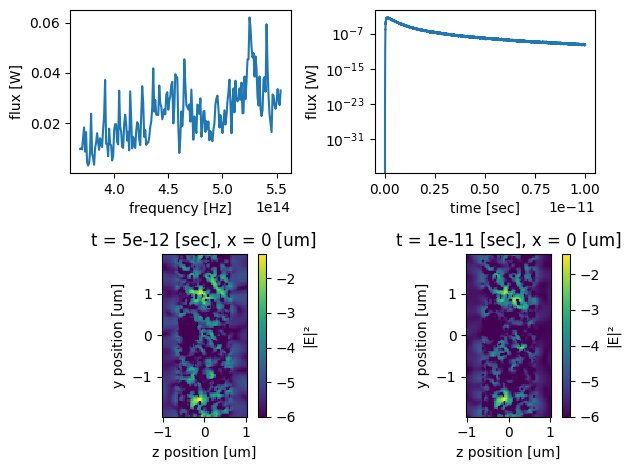 0.06
0.04
0.02
flux [W]
4.0
4.5
5.0
5.5
frequency [Hz]
1e14
10⁻⁷
10⁻¹⁵
10⁻²³
10⁻³¹
flux [W]
0.00
0.25
0.50
0.75
1.00
time [sec]
1e−11
t = 5e-12 [sec], x = 0 [um]
1
0
−1
y position [um]
−1
0
1
z position [um]
−2
−3
−4
−5
−6
|E|²
t = 1e-11 [sec], x = 0 [um]
1
0
−1
y position [um]
−1
0
1
z position [um]
−2
−3
−4
−5
−6
|E|²